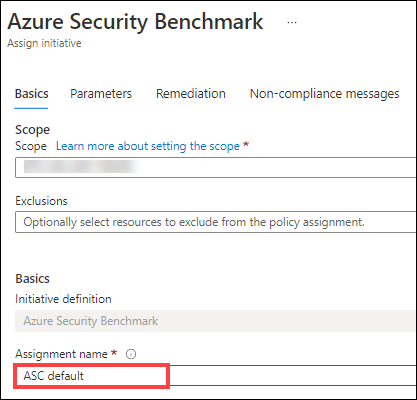 Azure Security Benchmark ...
Assign initiative
Basics Parameters Remediation Non-compliance messages
Scope
Scope Learn more about setting the scope *
Exclusions
Optionally select resources to exclude from the policy assignment.
Basics
Initiative definition
Azure Security Benchmark
Assignment name *
ASC default